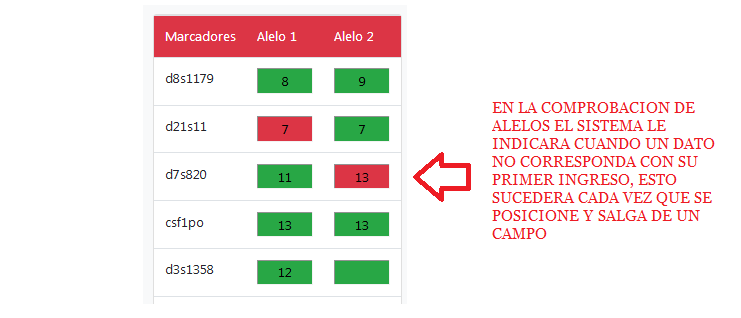 Marcadores Alelo 1 Alelo 2
d8s1179 8 9
d21s11 7 7
d7s820 11 13
csf1po 13 13
d3s1358 12
EN LA COMPROBACION DE
ALELOS EL SISTEMA LE
INDICARA CUANDO UN DATO
NO CORRESPONDA CON SU
PRIMER INGRESO, ESTO
SUCEDERA CADA VEZ QUE SE
POSICIONE Y SALGA DE UN
CAMPO